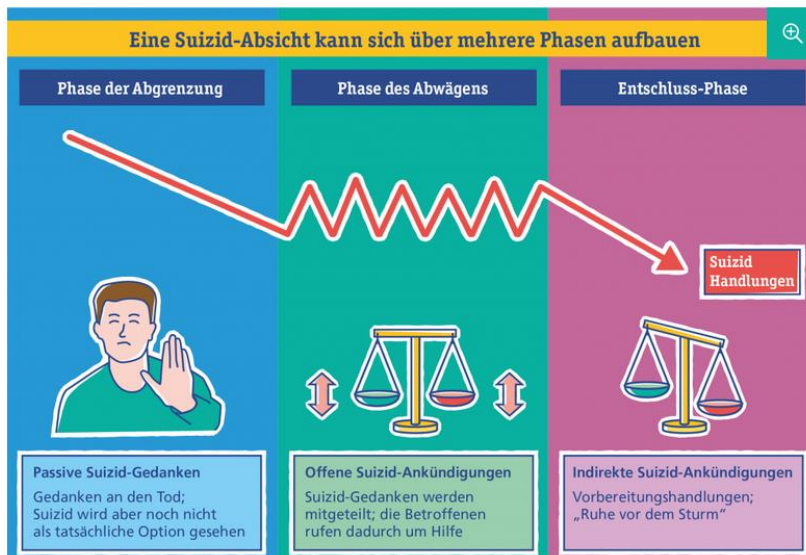 Eine Suizid-Absicht kann sich über mehrere Phasen aufbauen
Phase der Abgrenzung
Phase des Abwägens
Entschluss-Phase
Suizid
Handlungen
Passive Suizid-Gedanken
Gedanken an den Tod;
Suizid wird aber noch nicht
als tatsächliche Option gesehen
Offene Suizid-Ankündigungen
Suizid-Gedanken werden
mitgeteilt; die Betroffenen
rufen dadurch um Hilfe
Indirekte Suizid-Ankündigungen
Vorbereitungshandlungen;
„Ruhe vor dem Sturm“